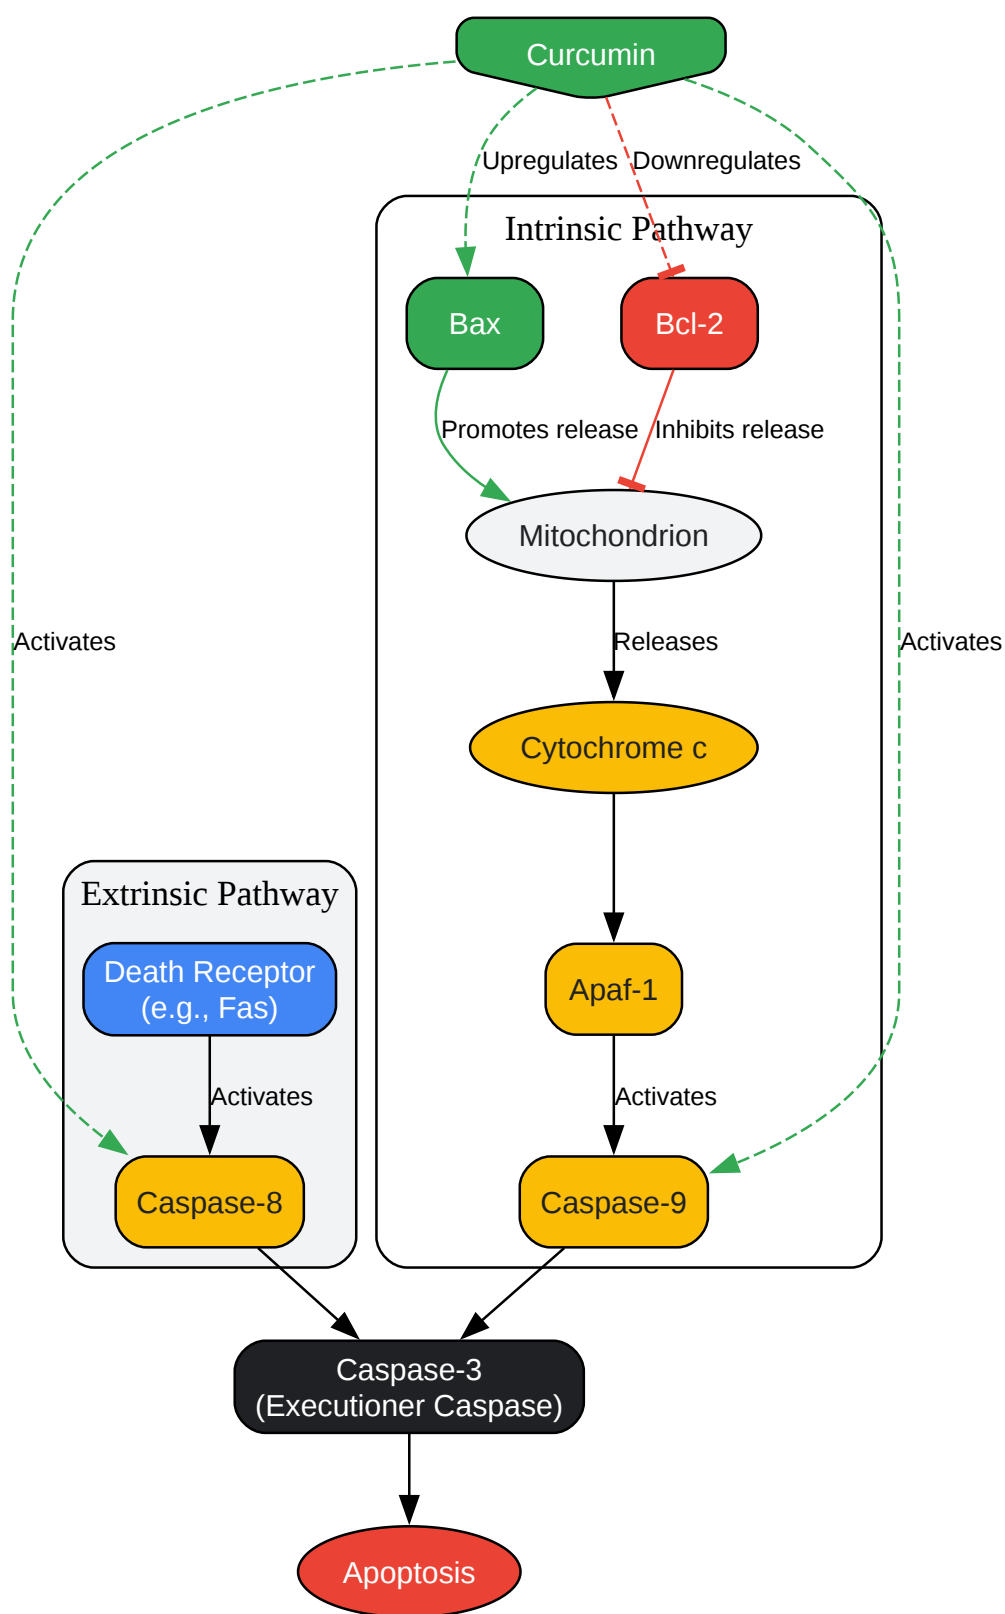 Curcumin
Upregulates
Downregulates
Intrinsic Pathway
Bax
Bcl-2
Promotes release
Inhibits release
Mitochondrion
Activates
Releases
Activates
Cytochrome c
Extrinsic Pathway
Death Receptor
(e.g., Fas)
Apaf-1
Activates
Activates
Caspase-8
Caspase-9
Caspase-3
(Executioner Caspase)
Apoptosis